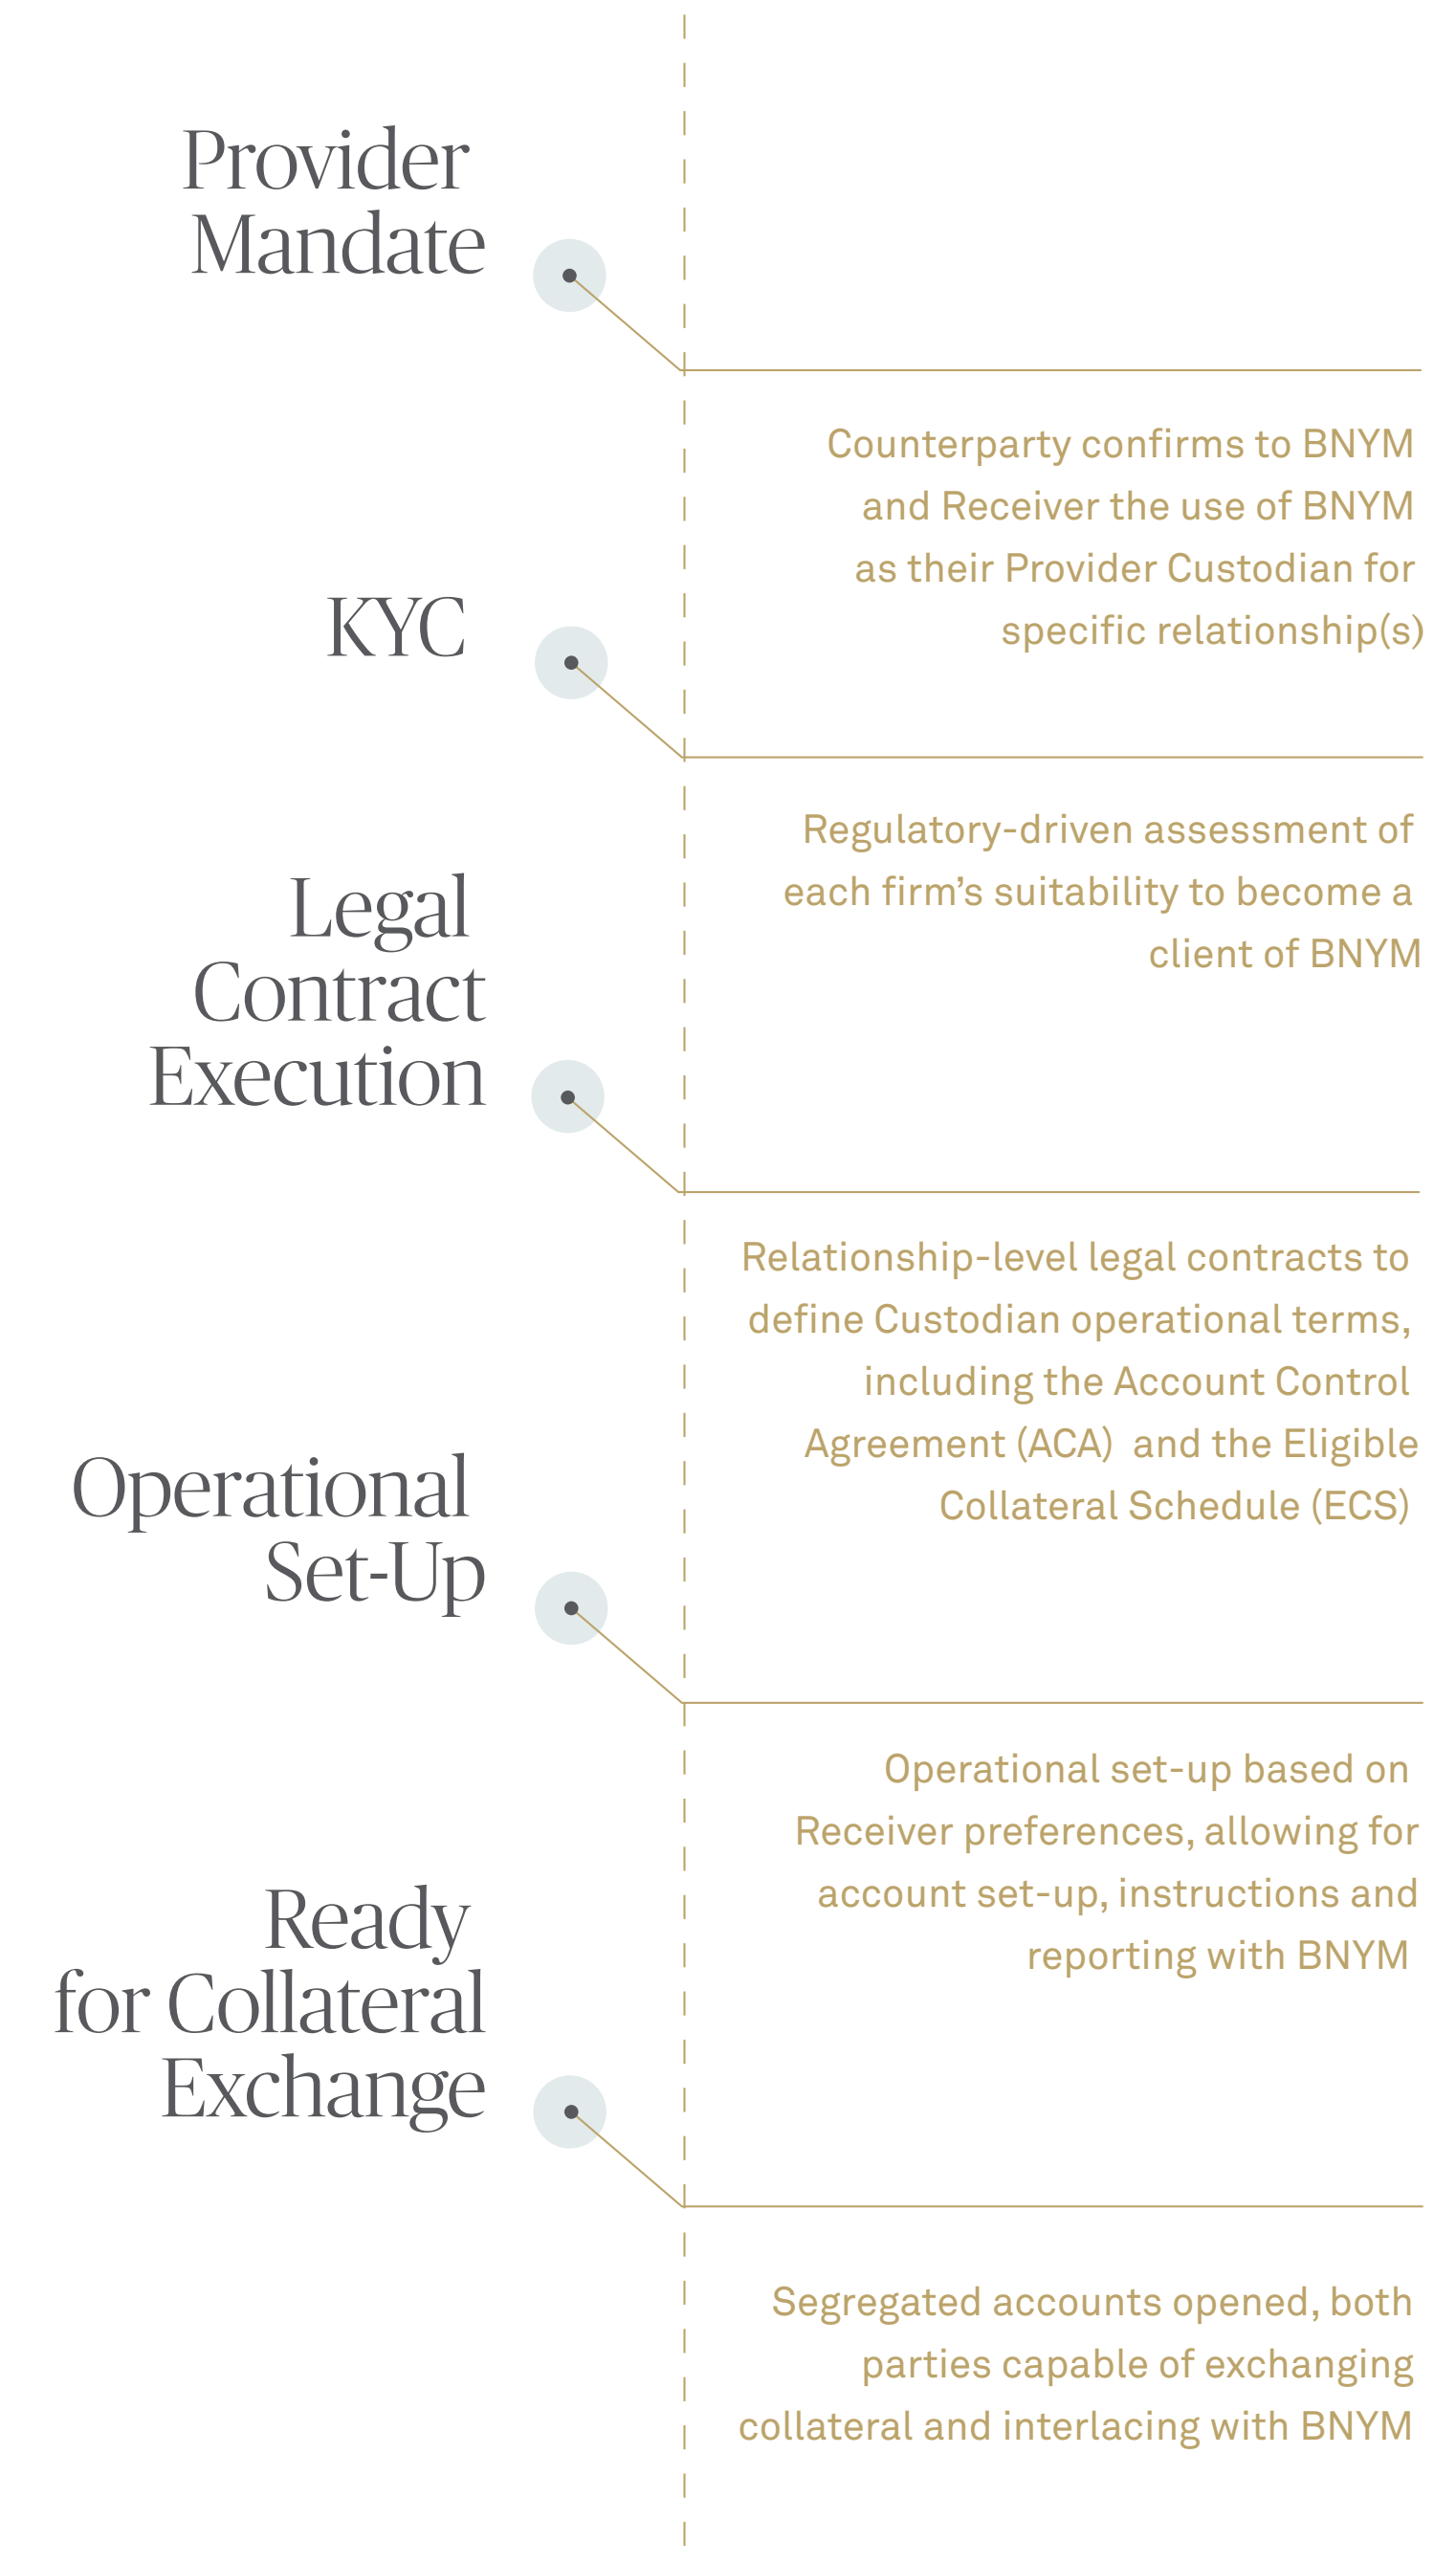 Provider
Mandate
Counterparty confirms to BNYM
and Receiver the use of BNYM
as their Provider Custodian for
specific relationship(s)
KYC
Regulatory-driven assessment of
each firm’s suitability to become a
client of BNYM
Legal
Contract
Execution
Relationship-level legal contracts to
define Custodian operational terms,
including the Account Control
Agreement (ACA)  and the Eligible
Collateral Schedule (ECS)
Operational
Set-Up
Operational set-up based on
Receiver preferences, allowing for
account set-up, instructions and
reporting with BNYM
Ready
for Collateral
Exchange
Segregated accounts opened, both
parties capable of exchanging
collateral and interlacing with BNYM